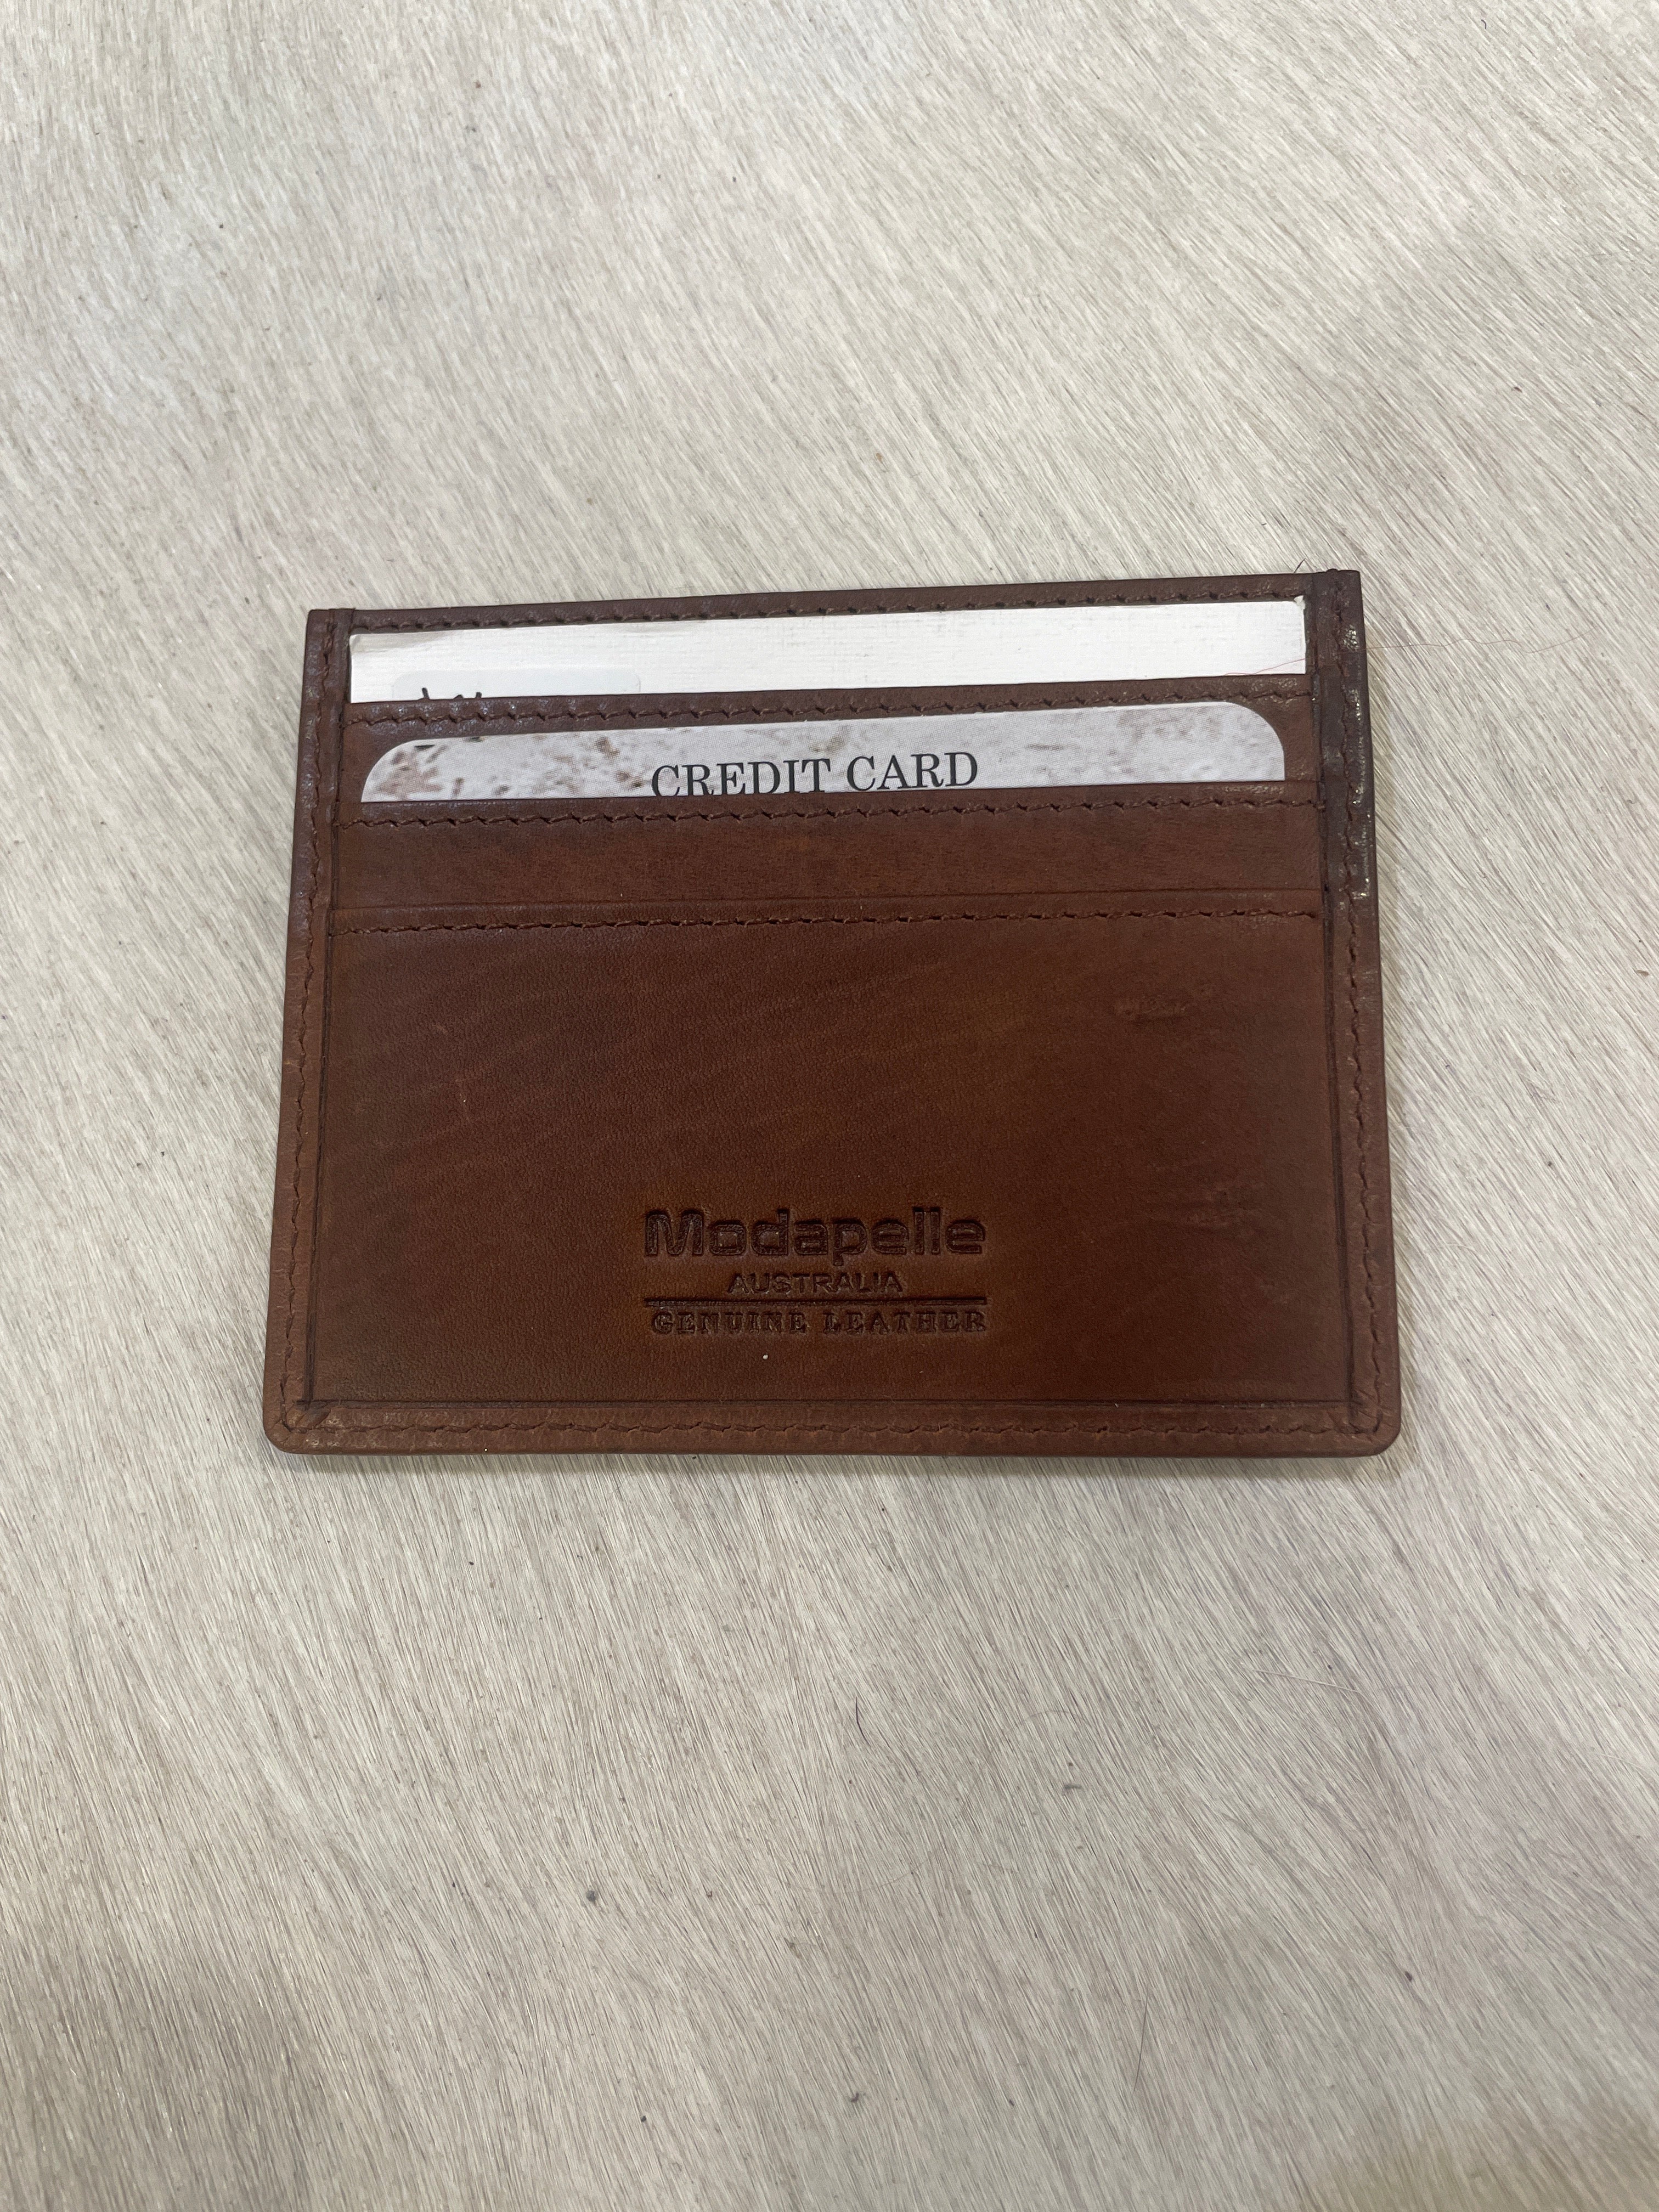 CREDIT CARD
Modapelle
AUSTRALIA
GENUINE LEATHER